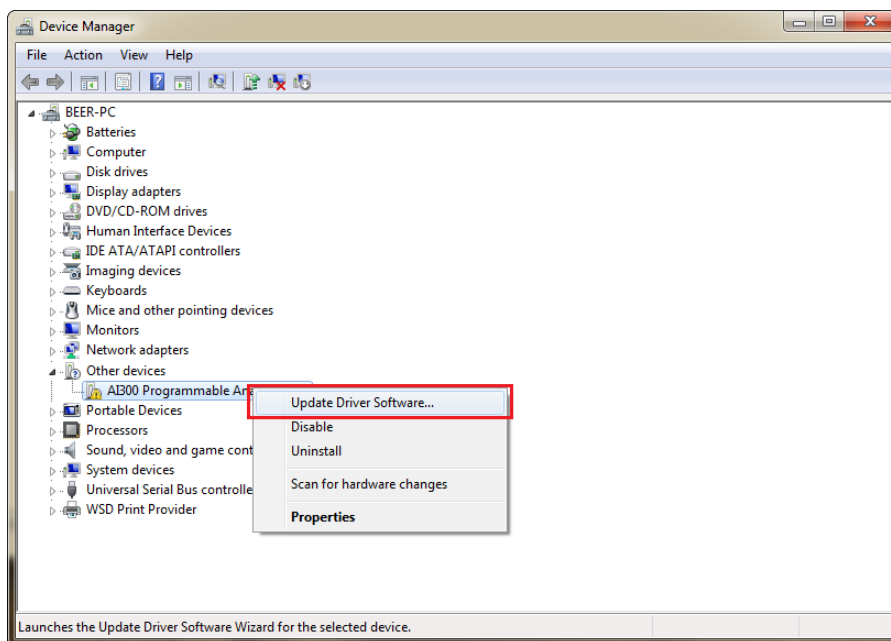 Device Manager
File Action View Help
BEER-PC
Batteries
Computer
Disk drives
Display adapters
DVD/CD-ROM drives
Human Interface Devices
IDE ATA/ATAPI controllers
Imaging devices
Keyboards
Mice and other pointing devices
Monitors
Network adapters
Other devices
AI300 Programmable
Update Driver Software...
Portable Devices
Disable
Processors
Sound, video and game
Uninstall
System devices
Scan for hardware changes
Universal Serial Bus
WSD Print Provider
Properties
Launches the Update Driver Software Wizard for the selected device.